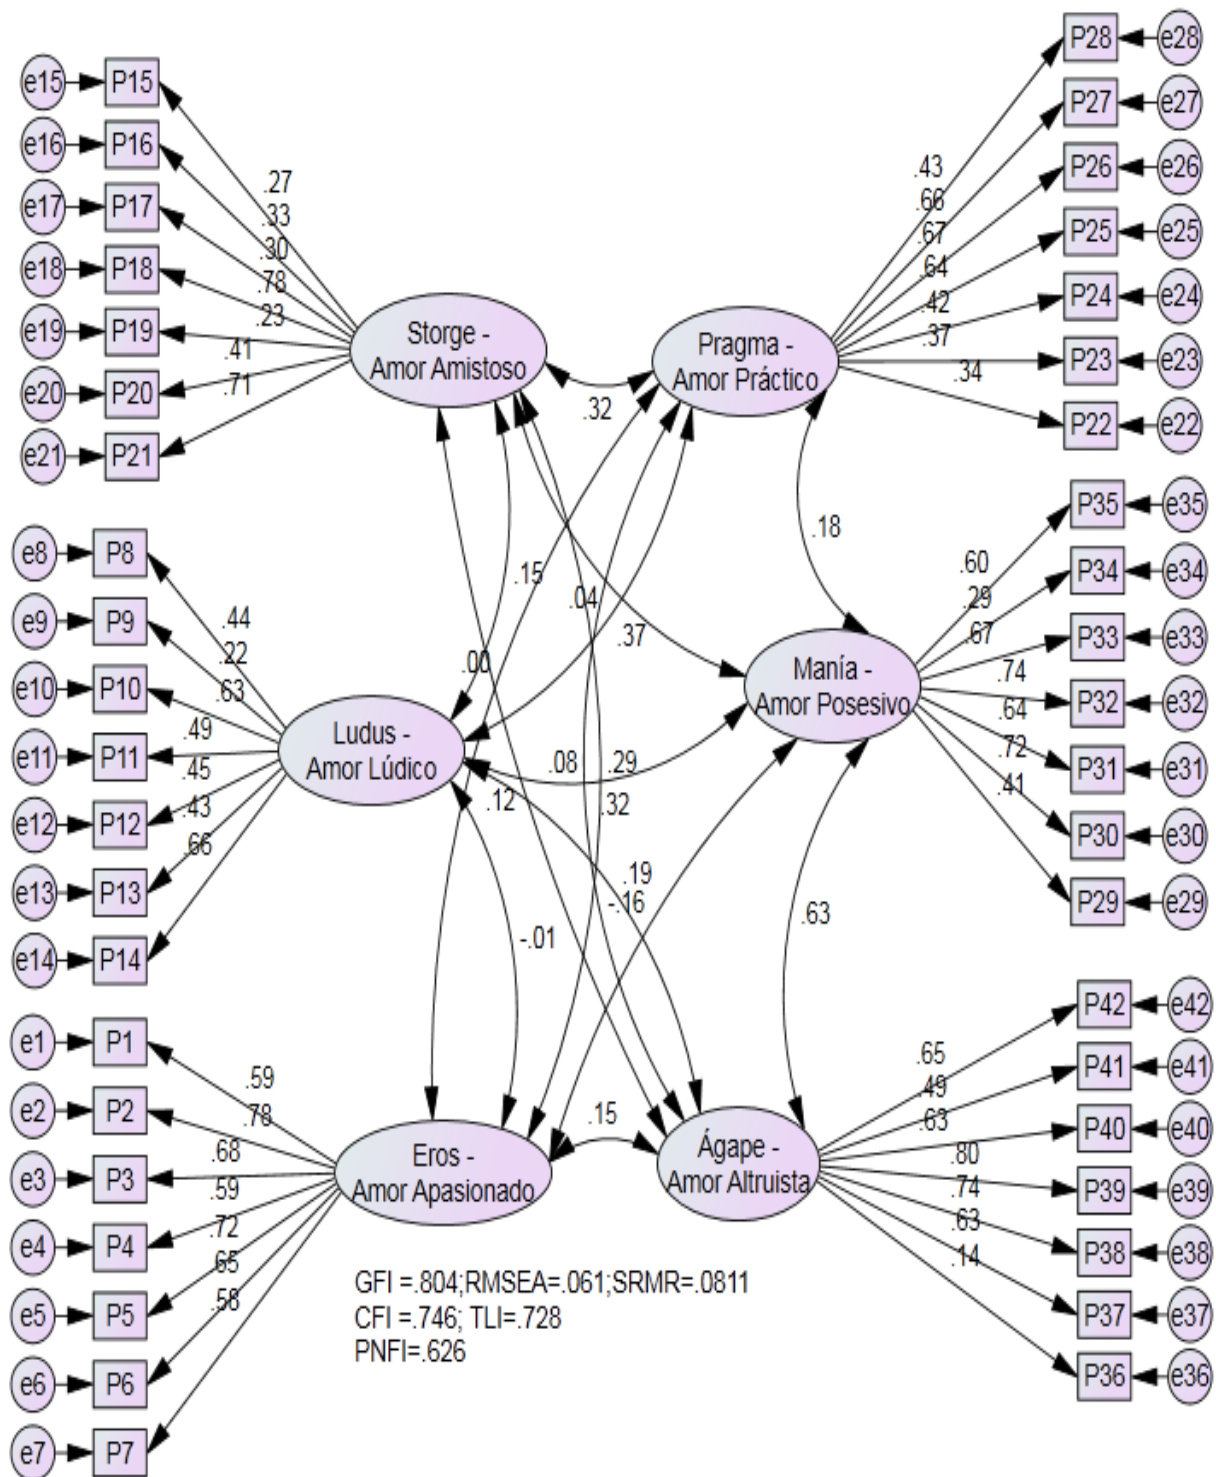 e15 P15
e16 P16
e17 P17
e18 P18
e19 P19
e20 P20
e21 P21
.27
.33
.30
.78
.23
.41
.71
Storge -
Amor Amistoso
P28 e28
P27 e27
P26 e26
P25 e25
P24 e24
P23 e23
P22 e22
.43
.66
.67
.64
.42
.37
.34
Pragma -
Amor Práctico
.32
.18
e8 P8
e9 P9
e10 P10
e11 P11
e12 P12
e13 P13
e14 P14
.44
.22
.63
.49
.45
.43
.66
Ludus -
Amor Lúdico
.15
.04
.37
.00
.08
.29
.12
.32
.19
-.16
-.01
.63
P35 e35
P34 e34
P33 e33
P32 e32
P31 e31
P30 e30
P29 e29
.60
.29
.67
.74
.64
.72
.41
Manía -
Amor Posesivo
e1 P1
e2 P2
e3 P3
e4 P4
e5 P5
e6 P6
e7 P7
.59
.78
.68
.59
.72
.65
.58
Eros -
Amor Apasionado
.15
Ágape -
Amor Altruista
P42 e42
P41 e41
P40 e40
P39 e39
P38 e38
P37 e37
P36 e36
.65
.49
.63
.80
.74
.63
.14
GFI =.804;RMSEA=.061;SRMR=.0811
CFI =.746; TLI=.728
PNFI=.626